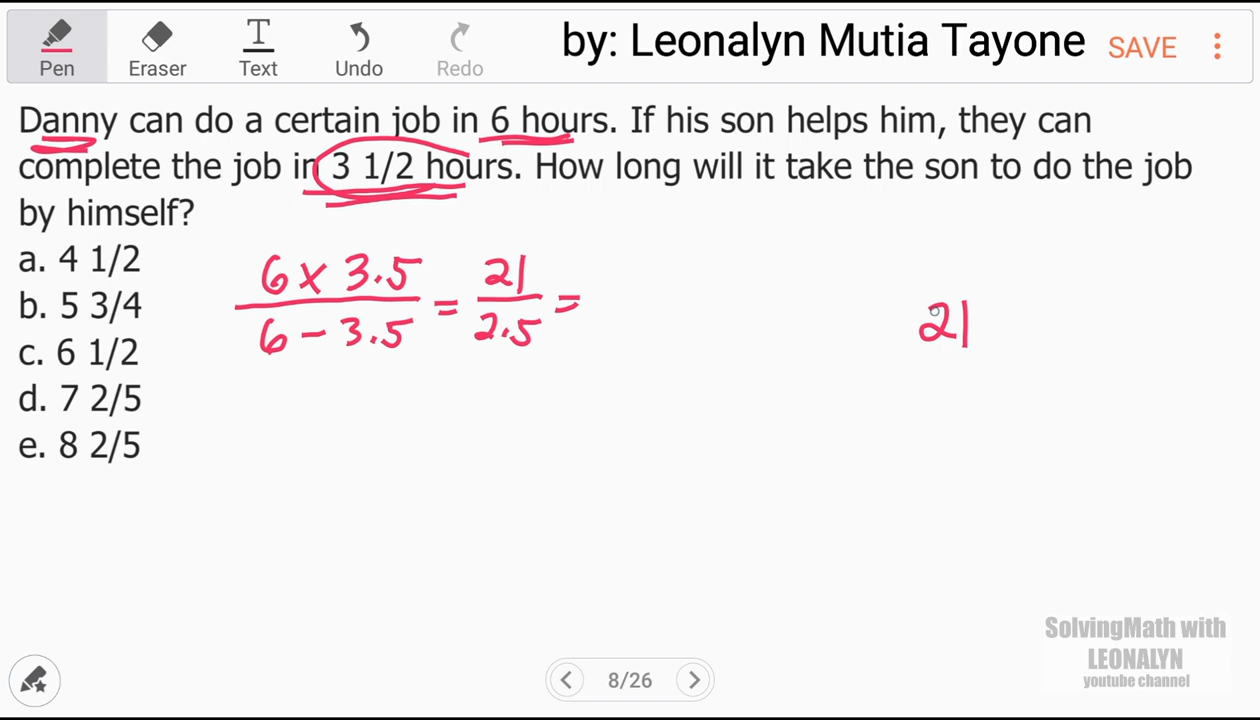 by: Leonalyn Mutia Tayone
Pen Eraser Text Undo Redo SAVE
Danny can do a certain job in 6 hours. If his son helps him, they can
complete the job in 3 1/2 hours. How long will it take the son to do the job
by himself?
a. 4 1/2
b. 5 3/4
c. 6 1/2
d. 7 2/5
e. 8 2/5
6 x 3.5 / 6 - 3.5 = 21 / 2.5 =
21
SolvingMath with
LEONALYN
youtube channel
8/26